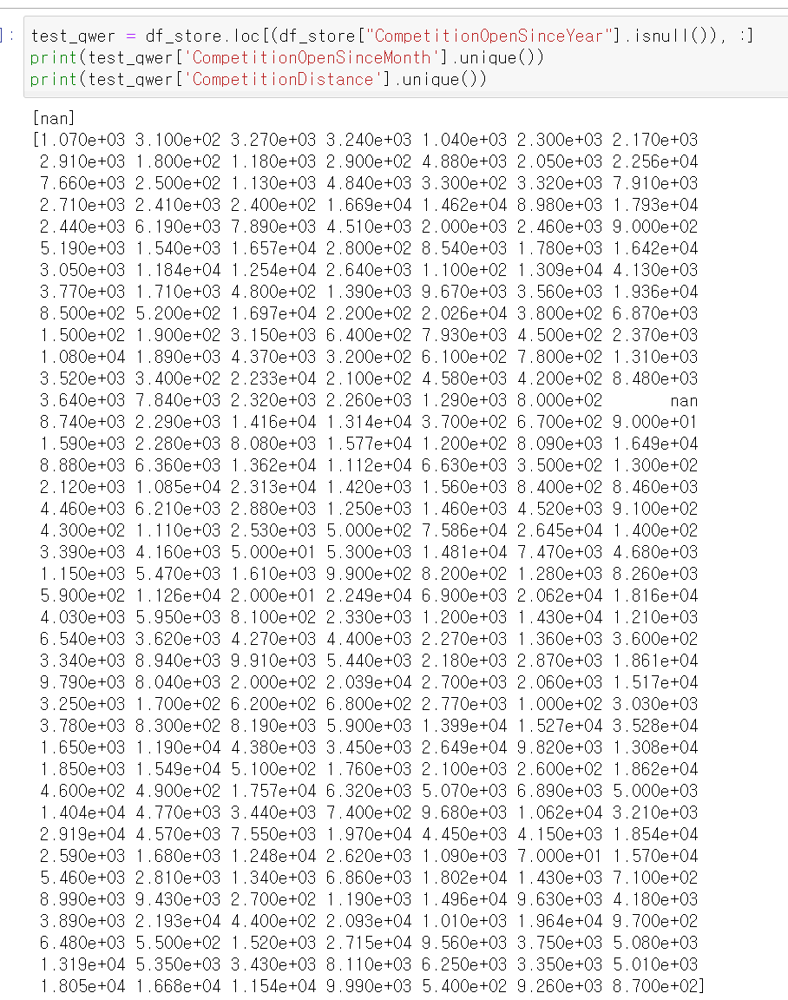 ]:
test_qwer = df_store.loc[(df_store["CompetitionOpenSinceYear"].isnull()), :]
print(test_qwer['CompetitionOpenSinceMonth'].unique())
print(test_qwer['CompetitionDistance'].unique())
[nan]
[1.070e+03 3.100e+02 3.270e+03 3.240e+03 1.040e+03 2.300e+03 2.170e+03
2.910e+03 1.800e+02 1.180e+03 2.900e+02 4.880e+03 2.050e+03 2.256e+04
7.660e+03 2.500e+02 1.130e+03 4.840e+03 3.300e+02 3.320e+03 7.910e+03
2.710e+03 2.410e+03 2.400e+02 1.669e+04 1.462e+04 8.980e+03 1.793e+04
2.440e+03 6.190e+03 7.890e+03 4.510e+03 2.000e+03 2.460e+03 9.000e+02
5.190e+03 1.540e+03 1.657e+04 2.800e+02 8.540e+03 1.780e+03 1.642e+04
3.050e+03 1.184e+04 1.254e+04 2.640e+03 1.100e+02 1.309e+04 4.130e+03
3.770e+03 1.710e+03 4.800e+02 1.390e+03 9.670e+03 3.560e+03 1.936e+04
8.500e+02 5.200e+02 1.697e+04 2.200e+02 2.026e+04 3.800e+02 6.870e+03
1.500e+02 1.900e+02 3.150e+03 6.400e+02 7.930e+03 4.500e+02 2.370e+03
1.080e+04 1.890e+03 4.370e+03 3.200e+02 6.100e+02 7.800e+02 1.310e+03
3.520e+03 3.400e+02 2.233e+04 2.100e+02 4.580e+03 4.200e+02 8.480e+03
3.640e+03 7.840e+03 2.320e+03 2.260e+03 1.290e+03 8.000e+02 nan
8.740e+03 2.290e+03 1.416e+04 1.314e+04 3.700e+02 6.700e+02 9.000e+01
1.590e+03 2.280e+03 8.080e+03 1.577e+04 1.200e+02 8.090e+03 1.649e+04
8.880e+03 6.360e+03 1.362e+04 1.112e+04 6.630e+03 3.500e+02 1.300e+02
2.120e+03 1.085e+04 2.313e+04 1.420e+03 1.560e+03 8.400e+02 8.460e+03
4.460e+03 6.210e+03 2.880e+03 1.250e+03 1.460e+03 4.520e+03 9.100e+02
4.300e+02 1.110e+03 2.530e+03 5.000e+02 7.586e+04 2.645e+04 1.400e+02
3.390e+03 4.160e+03 5.000e+01 5.300e+03 1.481e+04 7.470e+03 4.680e+03
1.150e+03 5.470e+03 1.610e+03 9.900e+02 8.200e+02 1.280e+03 8.260e+03
5.900e+02 1.126e+04 2.000e+01 2.249e+04 6.900e+03 2.062e+04 1.816e+04
4.030e+03 5.950e+03 8.100e+02 2.330e+03 1.200e+03 1.430e+04 1.210e+03
6.540e+03 3.620e+03 4.270e+03 4.400e+03 2.270e+03 1.360e+03 3.600e+02
3.340e+03 8.940e+03 9.910e+03 5.440e+03 2.180e+03 2.870e+03 1.861e+04
9.790e+03 8.040e+03 2.000e+02 2.039e+04 2.700e+03 2.060e+03 1.517e+04
3.250e+03 1.700e+02 6.200e+02 6.800e+02 2.770e+03 1.000e+02 3.030e+03
3.780e+03 8.300e+02 8.190e+03 5.900e+03 1.399e+04 1.527e+04 3.528e+04
1.650e+03 1.190e+04 4.380e+03 3.450e+03 2.649e+04 9.820e+03 1.308e+04
1.850e+03 1.549e+04 5.100e+02 1.760e+03 2.100e+03 2.600e+02 1.862e+04
4.600e+02 4.900e+02 1.757e+04 6.320e+03 5.070e+03 6.890e+03 5.000e+03
1.404e+04 4.770e+03 3.440e+03 7.400e+02 9.680e+03 1.062e+04 3.210e+03
2.919e+04 4.570e+03 7.550e+03 1.970e+04 4.450e+03 4.150e+03 1.854e+04
2.590e+03 1.680e+03 1.248e+04 2.620e+03 1.090e+03 7.000e+01 1.570e+04
5.460e+03 2.810e+03 1.340e+03 6.860e+03 1.802e+04 1.430e+03 7.100e+02
8.990e+03 9.430e+03 2.700e+02 1.190e+03 1.496e+04 9.630e+03 4.180e+03
3.890e+03 2.193e+04 4.400e+02 2.093e+04 1.010e+03 1.964e+04 9.700e+02
6.480e+03 5.500e+02 1.520e+03 2.715e+04 9.560e+03 3.750e+03 5.080e+03
1.319e+04 5.350e+03 3.430e+03 8.110e+03 6.250e+03 3.350e+03 5.010e+03
1.805e+04 1.668e+04 1.154e+04 9.990e+03 5.400e+02 9.260e+03 8.700e+02]